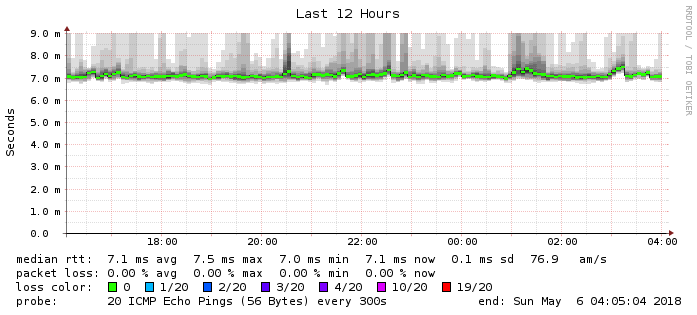 Last 12 Hours
RRDTOOL / TOBI OETIKER
Seconds
9.0 m
8.0 m
7.0 m
6.0 m
5.0 m
4.0 m
3.0 m
2.0 m
1.0 m
0.0
18:00 20:00 22:00 00:00 02:00 04:00
median rtt: 7.1 ms avg 7.5 ms max 7.0 ms min 7.1 ms now 0.1 ms sd 76.9 am/s
packet loss: 0.00 % avg 0.00 % max 0.00 % min 0.00 % now
loss color: 0 1/20 2/20 3/20 4/20 10/20 19/20
probe: 20 ICMP Echo Pings (56 Bytes) every 300s end: Sun May 6 04:05:04 2018